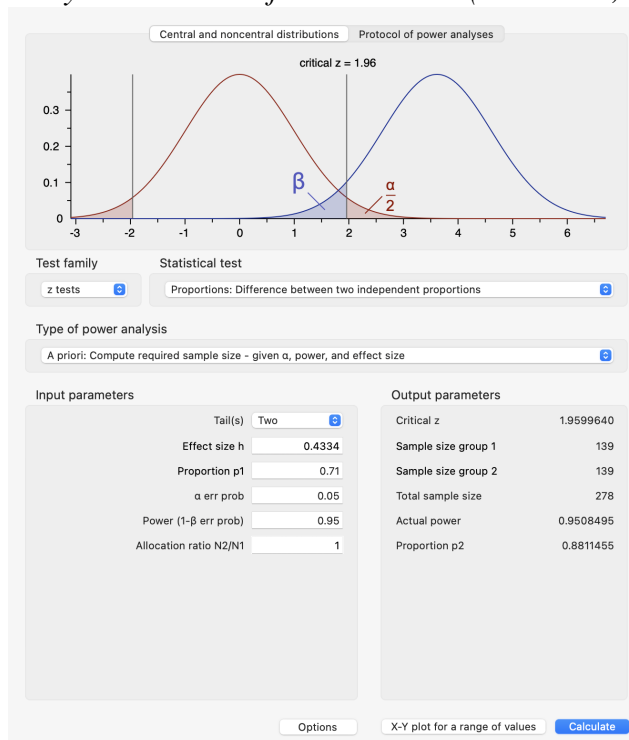 Central and noncentral distributions Protocol of power analyses
critical z = 1.96
0.3
0.2
0.1
0
β
α
2
-3 -2 -1 0 1 2 3 4 5 6
Test family Statistical test
z tests Proportions: Difference between two independent proportions
Type of power analysis
A priori: Compute required sample size - given α, power, and effect size
Input parameters Output parameters
Tail(s) Two Critical z 1.9599640
Effect size h 0.4334 Sample size group 1 139
Proportion p1 0.71 Sample size group 2 139
α err prob 0.05 Total sample size 278
Power (1-β err prob) 0.95 Actual power 0.9508495
Allocation ratio N2/N1 1 Proportion p2 0.8811455
Options X-Y plot for a range of values Calculate